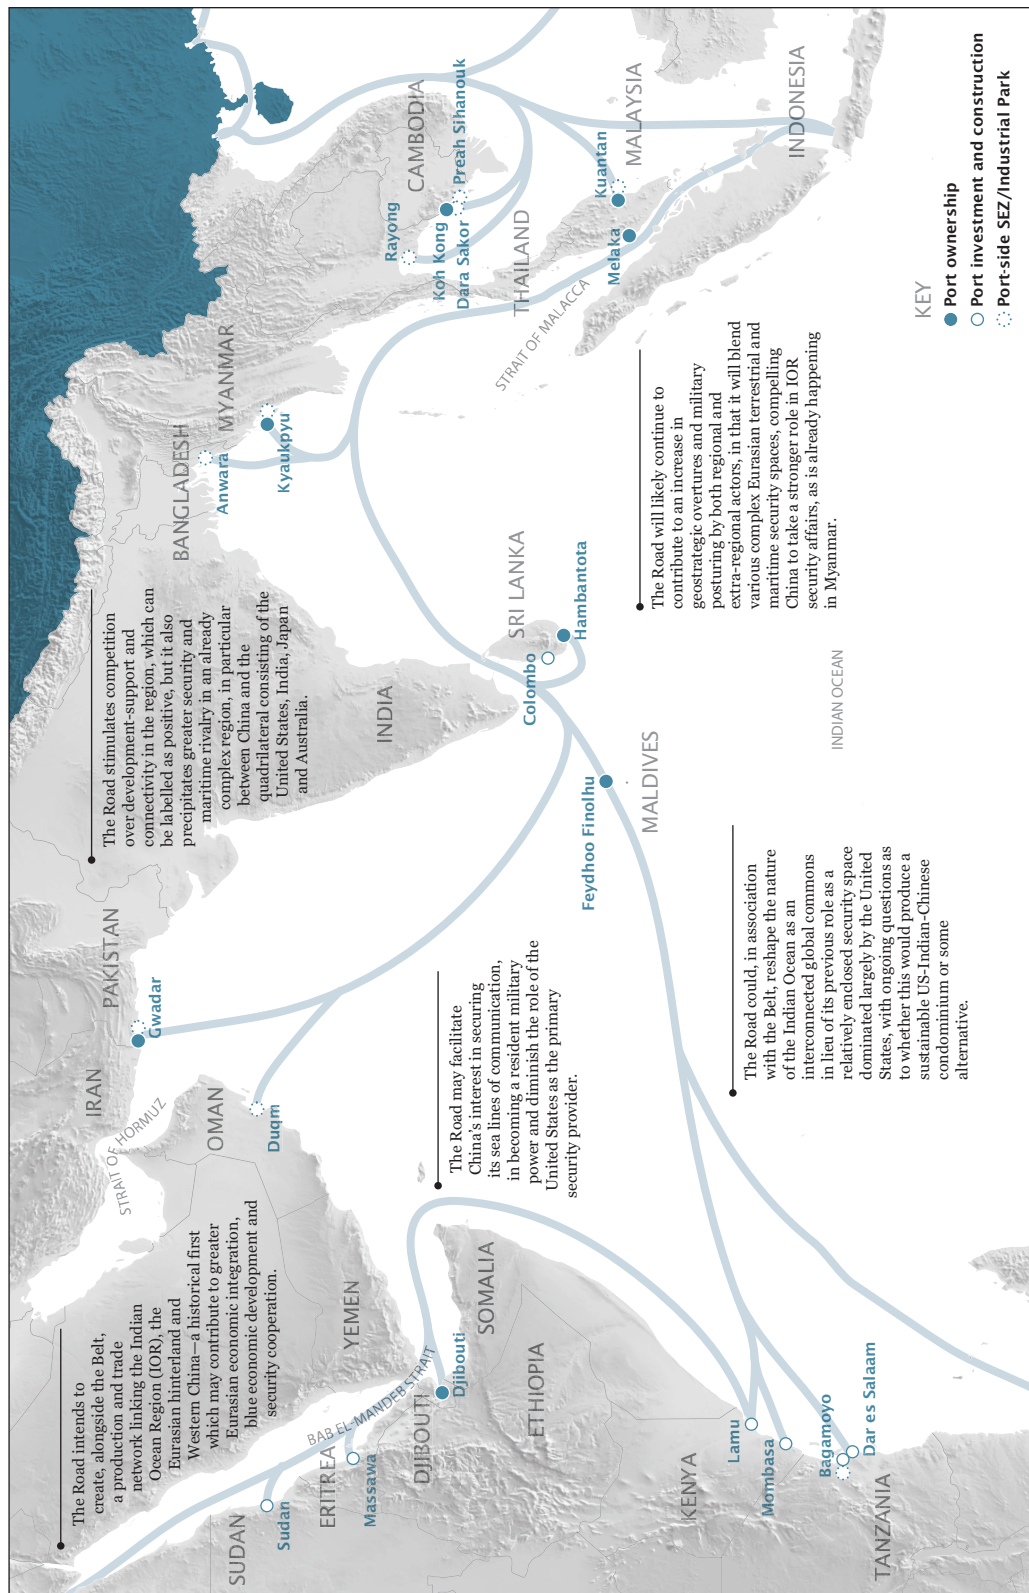 The Road intends to
create, alongside the Belt,
a production and trade
network linking the Indian
Ocean Region (IOR), the
Eurasian hinterland and
Western China—a historical first
which may contribute to greater
Eurasian economic integration,
blue economic development and
security cooperation.
The Road stimulates competition
over development-support and
connectivity in the region, which can
be labelled as positive, but it also
precipitates greater security and
maritime rivalry in an already
complex region, in particular
between China and the
quadrilateral consisting of the
United States, India, Japan
and Australia.
The Road may facilitate
China's interest in securing
its sea lines of communication,
in becoming a resident military
power and diminish the role of the
United States as the primary
security provider.
The Road could, in association
with the Belt, reshape the nature
of the Indian Ocean as an
interconnected global commons
in lieu of its previous role as a
relatively enclosed security space
dominated largely by the United
States, with ongoing questions as
to whether this would produce a
sustainable US-Indian-Chinese
condominium or some
alternative.
The Road will likely continue to
contribute to an increase in
geostrategic overtures and military
posturing by both regional and
extra-regional actors, in that it will blend
various complex Eurasian terrestrial and
maritime security spaces, compelling
China to take a stronger role in IOR
security affairs, as is already happening
in Myanmar.
SUDAN
Sudan
ERITREA
Massawa
BAB EL-MANDEB STRAIT
DJIBOUTI
Djibouti
YEMEN
SOMALIA
ETHIOPIA
KENYA
Lamu
Mombasa
Bagamoyo
Dar es Salaam
TANZANIA
STRAIT OF HORMUZ
OMAN
Duqm
IRAN
PAKISTAN
Gwadar
INDIA
MALDIVES
Feydhoo Finolhu
SRI LANKA
Colombo
Hambantota
INDIAN OCEAN
BANGLADESH
Anwara
MYANMAR
Kyaukpyu
THAILAND
Rayong
CAMBODIA
Koh Kong
Dara Sakor
Preah Sihanouk
STRAIT OF MALACCA
Melaka
Kuantan
MALAYSIA
INDONESIA
KEY
Port ownership
Port investment and construction
Port-side SEZ/Industrial Park